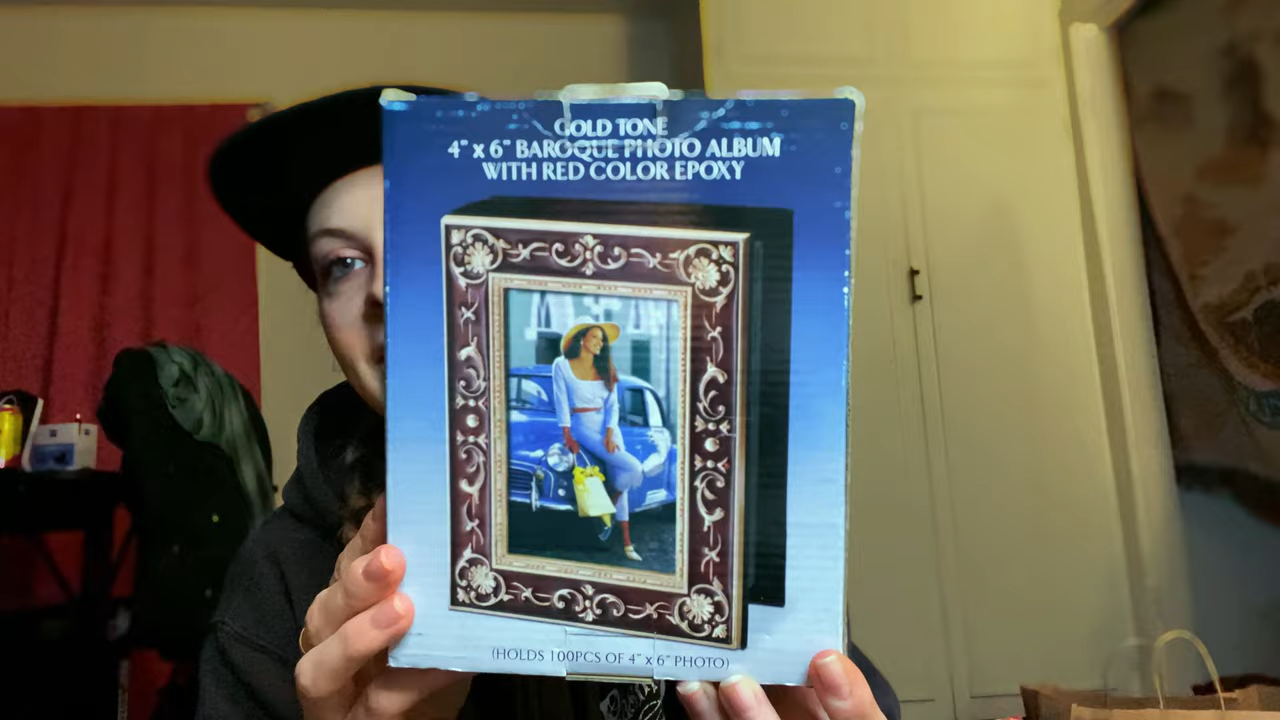 GOLD TONE
4" x 6" BAROQUE PHOTO ALBUM
WITH RED COLOR EPOXY
(HOLDS 100PCS OF 4" x 6" PHOTO)